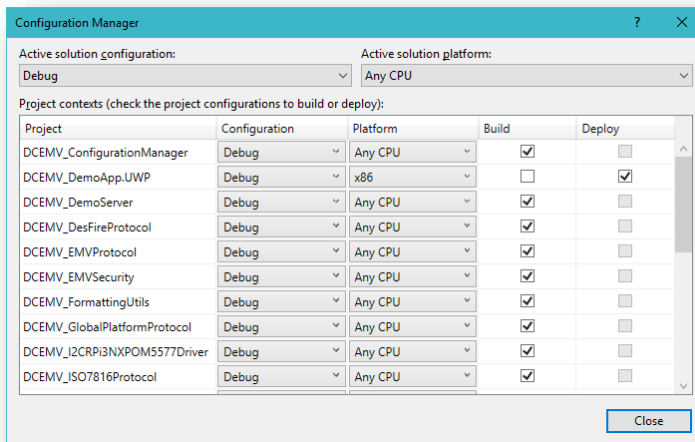 Configuration Manager ?
Active solution configuration: Active solution platform:
Debug Any CPU
Project contexts (check the project configurations to build or deploy):
Project Configuration Platform Build Deploy
DCEMV_ConfigurationManager Debug Any CPU
DCEMV_DemoApp.UWP Debug x86
DCEMV_DemoServer Debug Any CPU
DCEMV_DesFireProtocol Debug Any CPU
DCEMV_EMVProtocol Debug Any CPU
DCEMV_EMVSecurity Debug Any CPU
DCEMV_FormattingUtils Debug Any CPU
DCEMV_GlobalPlatformProtocol Debug Any CPU
DCEMV_I2CRPi3NXPOM5577Driver Debug Any CPU
DCEMV_ISO7816Protocol Debug Any CPU
Close